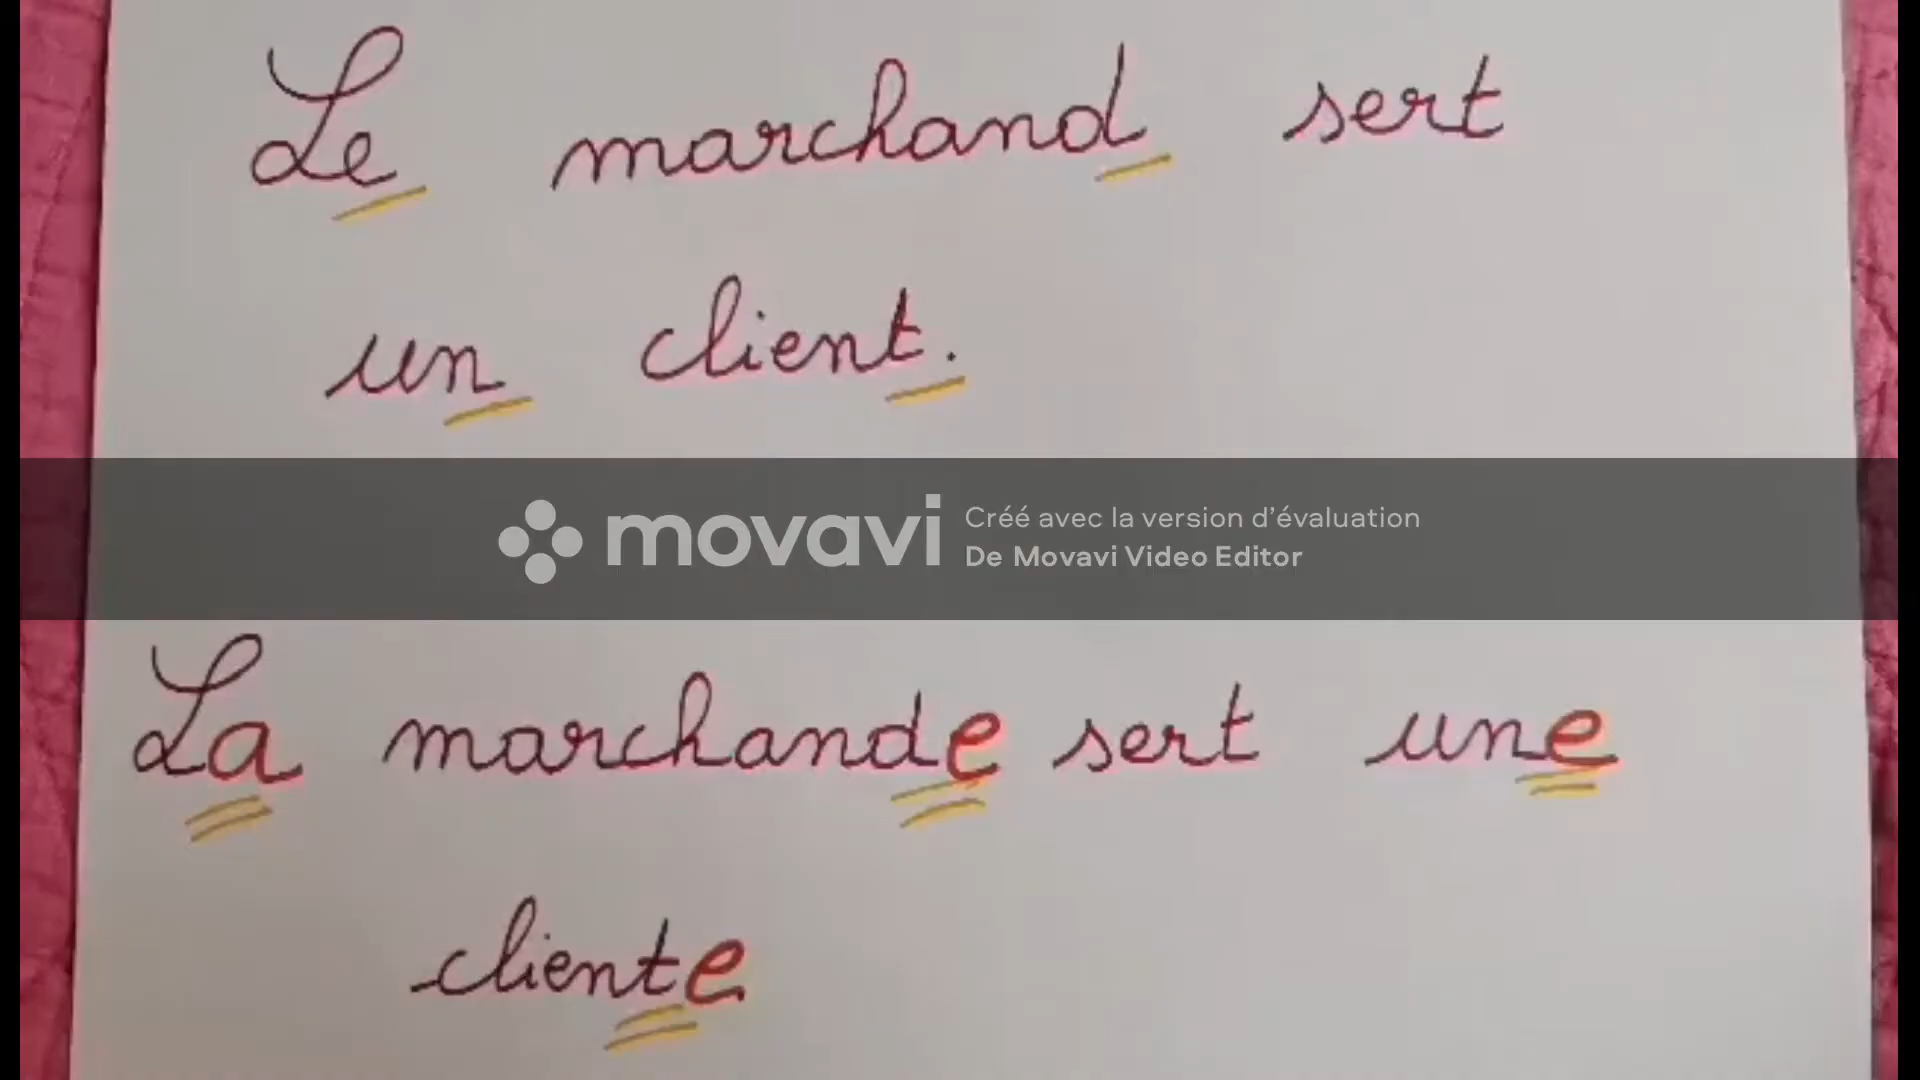 Le marchand sert
un client.
movavi
Créé avec la version d'évaluation
De Movavi Video Editor
La marchande sert une
cliente